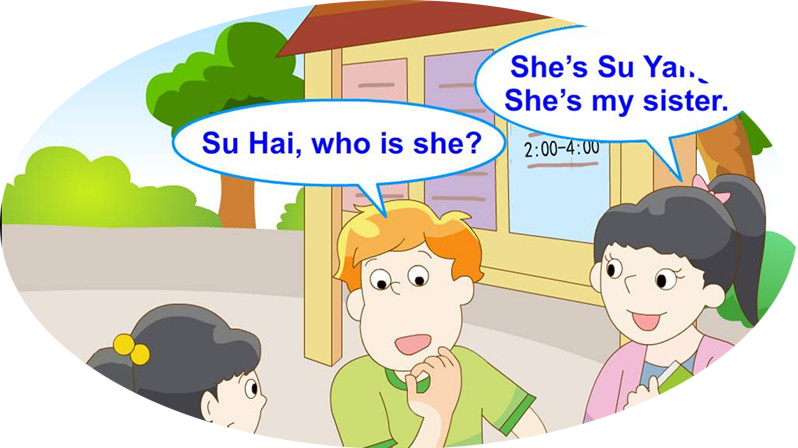 Su Hai, who is she?
She's Su
She's my sister.
2:00-4:00